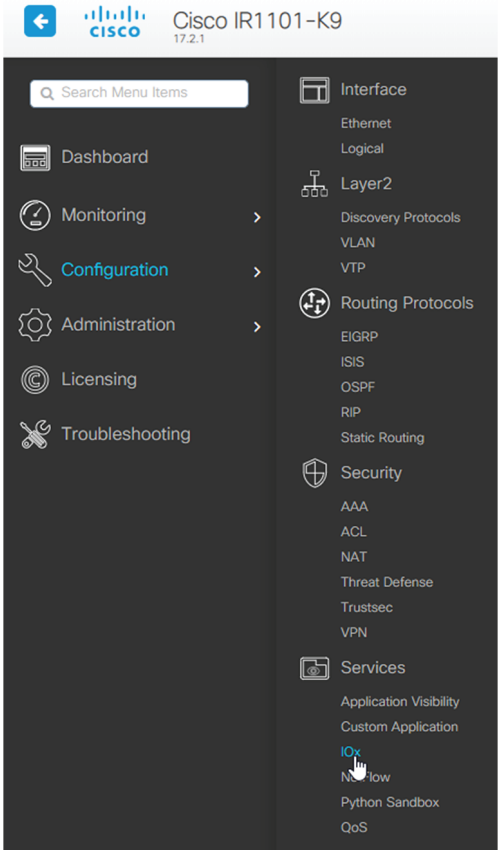 CISCO
Cisco IR1101-K9
17.2.1
Search Menu Items
Dashboard
Monitoring
Configuration
Administration
Licensing
Troubleshooting
Interface
Ethernet
Logical
Layer2
Discovery Protocols
VLAN
VTP
Routing Protocols
EIGRP
ISIS
OSPF
RIP
Static Routing
Security
AAA
ACL
NAT
Threat Defense
Trustsec
VPN
Services
Application Visibility
Custom Application
IOx
Flow
Python Sandbox
QoS